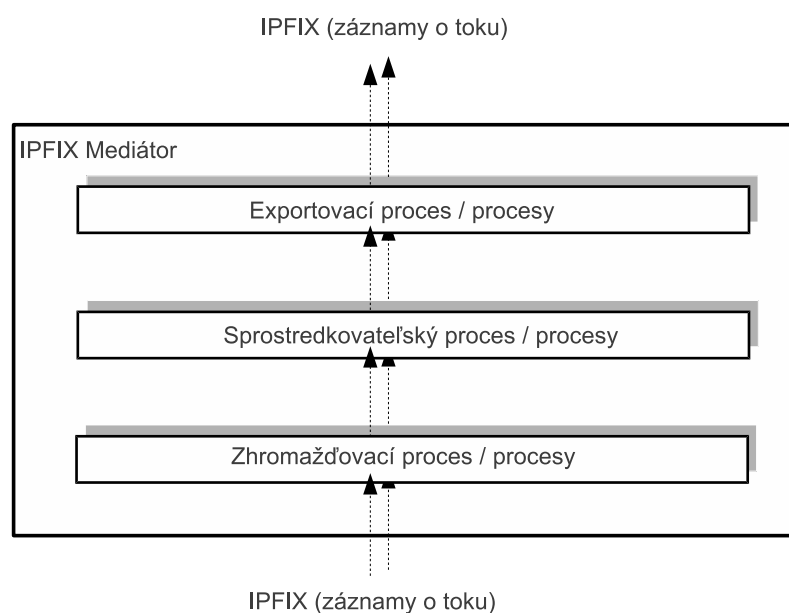 IPFIX (záznamy o toku)
IPFIX Mediátor
Exportovací proces / procesy
Sprostredkovateľský proces / procesy
Zhromažďovací proces / procesy
IPFIX (záznamy o toku)